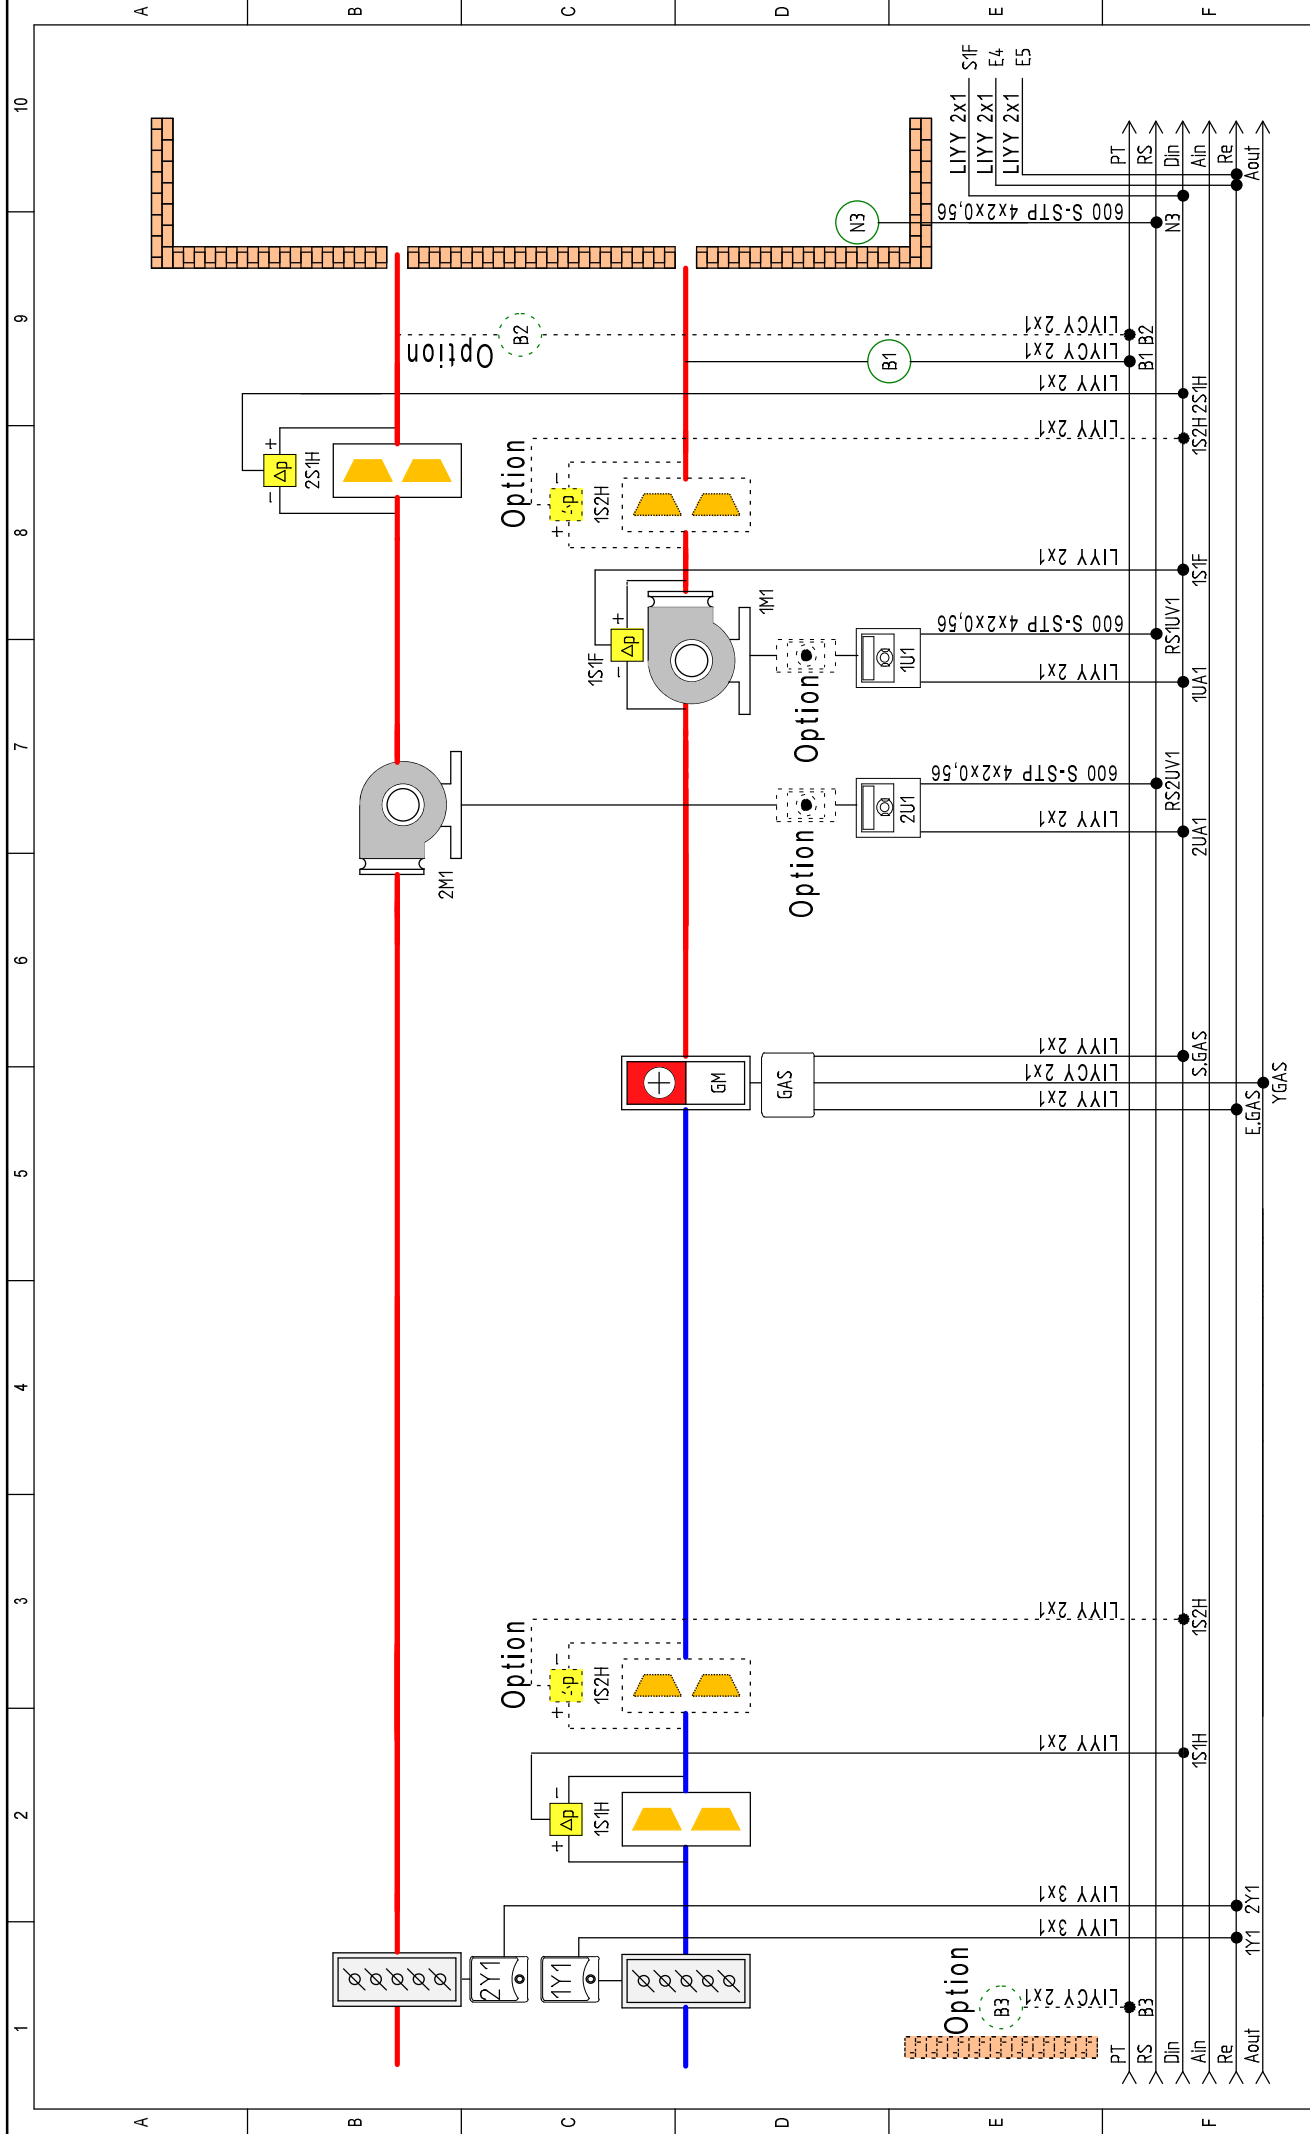 1 2 3 4 5 6 7 8 9 10
A
A
B
B
2S1H
Δp
+
-
2M1
C
C
Option
B2
Option
1S2H
+
-
1S1F
Δp
+
-
Option
1S2H
+
-
1S1H
Δp
+
-
2Y1
1Y1
D
D
N3
B1
1M1
Option
1U1
Option
2U1
GM
GAS
E
E
Option
B3
S1F
E4
E5
LIYY 2x1
LIYY 2x1
LIYY 2x1
LIYCY 2x1
LIYY 3x1
LIYY 3x1
LIYY 2x1
LIYY 2x1
LIYY 2x1
LIYCY 2x1
LIYY 2x1
LIYY 2x1
600 S-STP 4x2x0,56
LIYY 2x1
600 S-STP 4x2x0,56
LIYY 2x1
LIYY 2x1
LIYY 2x1
LIYCY 2x1
LIYCY 2x1
600 S-STP 4x2x0,56
F
F
PT
RS
Din
Ain
Re
Aout
B3
1Y1
2Y1
1S1H
1S2H
E.GAS
YGAS
S.GAS
2UA1
RS2UV1
1UA1
RS1UV1
1S1F
1S2H
2S1H
B1
B2
N3
PT
RS
Din
Ain
Re
Aout